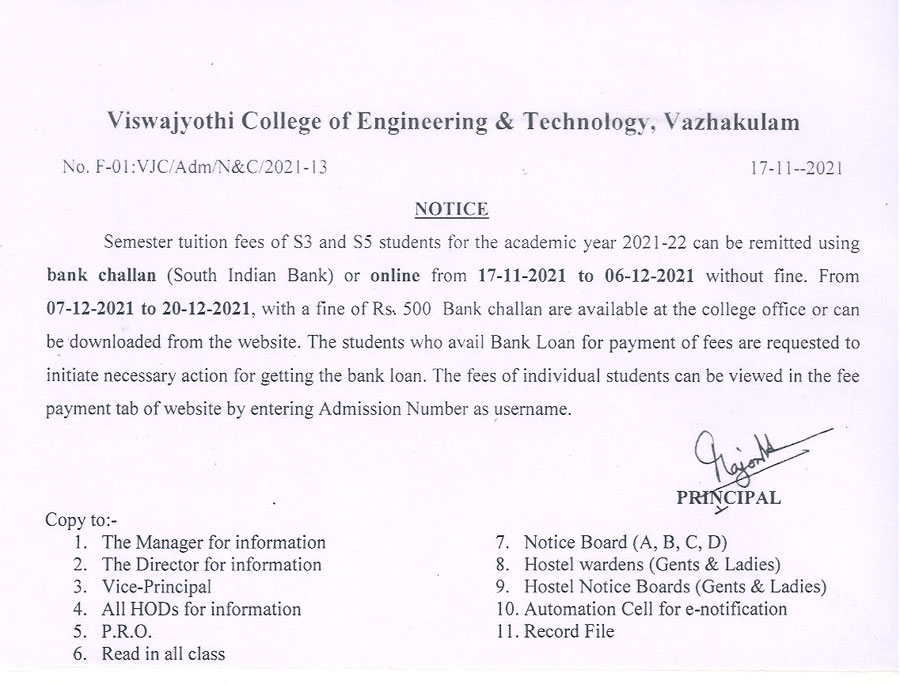 Viswajyothi College of Engineering & Technology, Vazhakulam
No. F-01:VJC/Adm/N&C/2021-13 17-11--2021
NOTICE
Semester tuition fees of S3 and S5 students for the academic year 2021-22 can be remitted using
bank challan (South Indian Bank) or online from 17-11-2021 to 06-12-2021 without fine. From
07-12-2021 to 20-12-2021, with a fine of Rs. 500 Bank challan are available at the college office or can
be downloaded from the website. The students who avail Bank Loan for payment of fees are requested to
initiate necessary action for getting the bank loan. The fees of individual students can be viewed in the fee
payment tab of website by entering Admission Number as username.
PRINCIPAL
Copy to:-
1. The Manager for information
2. The Director for information
3. Vice-Principal
4. All HODs for information
5. P.R.O.
6. Read in all class
7. Notice Board (A, B, C, D)
8. Hostel wardens (Gents & Ladies)
9. Hostel Notice Boards (Gents & Ladies)
10. Automation Cell for e-notification
11. Record File